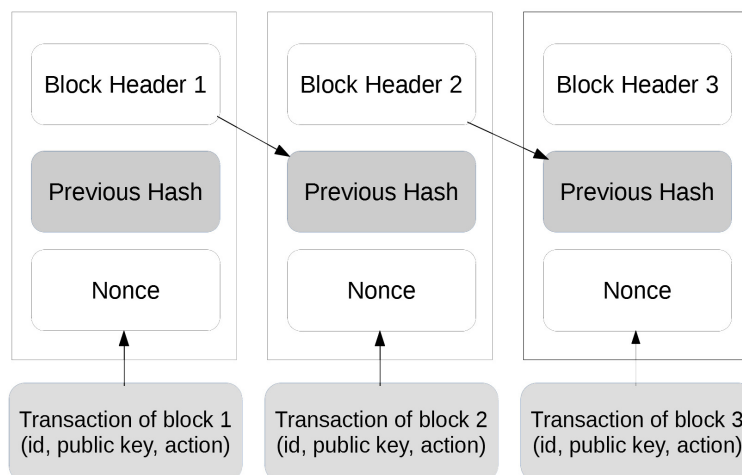 Block Header 1
Previous Hash
Nonce
Transaction of block 1
(id, public key, action)
Block Header 2
Previous Hash
Nonce
Transaction of block 2
(id, public key, action)
Block Header 3
Previous Hash
Nonce
Transaction of block 3
(id, public key, action)